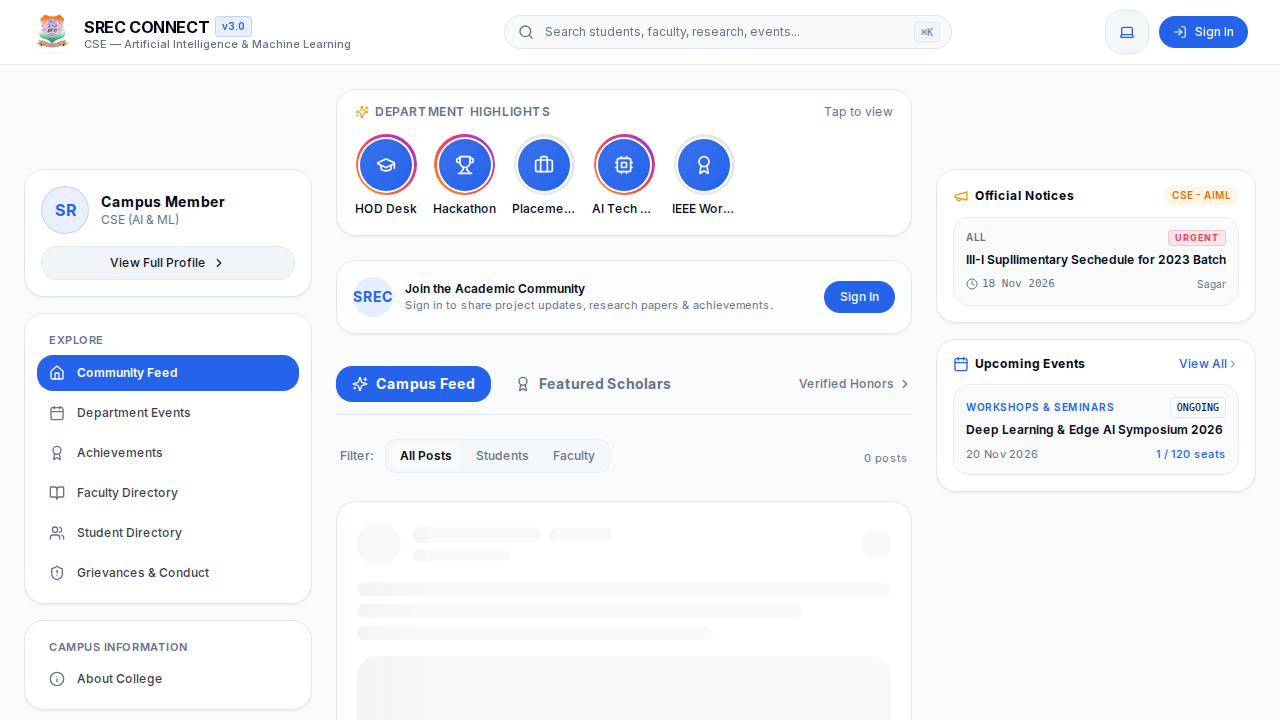 SREC CONNECT v3.0
CSE — Artificial Intelligence & Machine Learning
Search students, faculty, research, events...
⌘K
Sign In
SR
Campus Member
CSE (AI & ML)
View Full Profile
EXPLORE
Community Feed
Department Events
Achievements
Faculty Directory
Student Directory
Grievances & Conduct
CAMPUS INFORMATION
About College
DEPARTMENT HIGHLIGHTS
Tap to view
HOD Desk
Hackathon
Placeme...
AI Tech ...
IEEE Wor...
SREC
Join the Academic Community
Sign in to share project updates, research papers & achievements.
Sign In
Campus Feed
Featured Scholars
Verified Honors
Filter:
All Posts
Students
Faculty
0 posts
Official Notices
CSE - AIML
ALL
URGENT
III-I Supllimentary Sechedule for 2023 Batch
18 Nov 2026
Sagar
Upcoming Events
View All
WORKSHOPS & SEMINARS
ONGOING
Deep Learning & Edge AI Symposium 2026
20 Nov 2026
1 / 120 seats